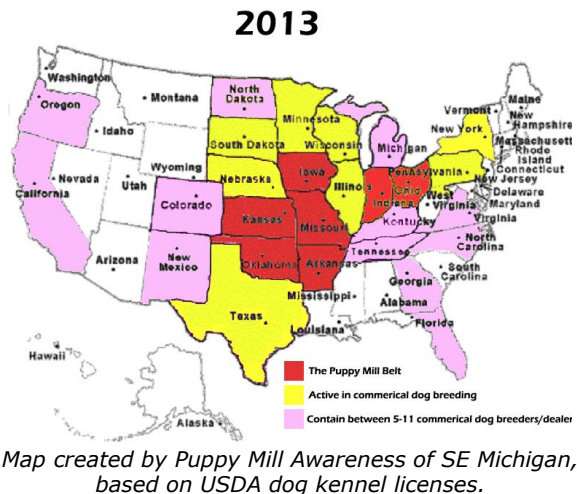 2013
Washington
Oregon
Montana
Idaho
Wyoming
Nevada
Utah
California
Colorado
Arizona
New
Mexico
North
Dakota
South Dakota
Nebraska
Kansas
Oklahoma
Texas
Minnesota
Wisconsin
Iowa
Missouri
Arkansas
Louisiana
Illinois
Michigan
Indiana
Ohio
Kentucky
Tennessee
Mississippi
Alabama
Georgia
Florida
South
Carolina
North
Carolina
Virginia
West
Virginia
Pennsylvania
New York
Vermont
Maine
New
Hampshire
Massachusetts
Rhode
Island
Connecticut
New Jersey
Delaware
Maryland
Hawaii
Alaska
The Puppy Mill Belt
Active in commerical dog breeding
Contain between 5-11 commerical dog breeders/dealer
Map created by Puppy Mill Awareness of SE Michigan,
based on USDA dog kennel licenses.